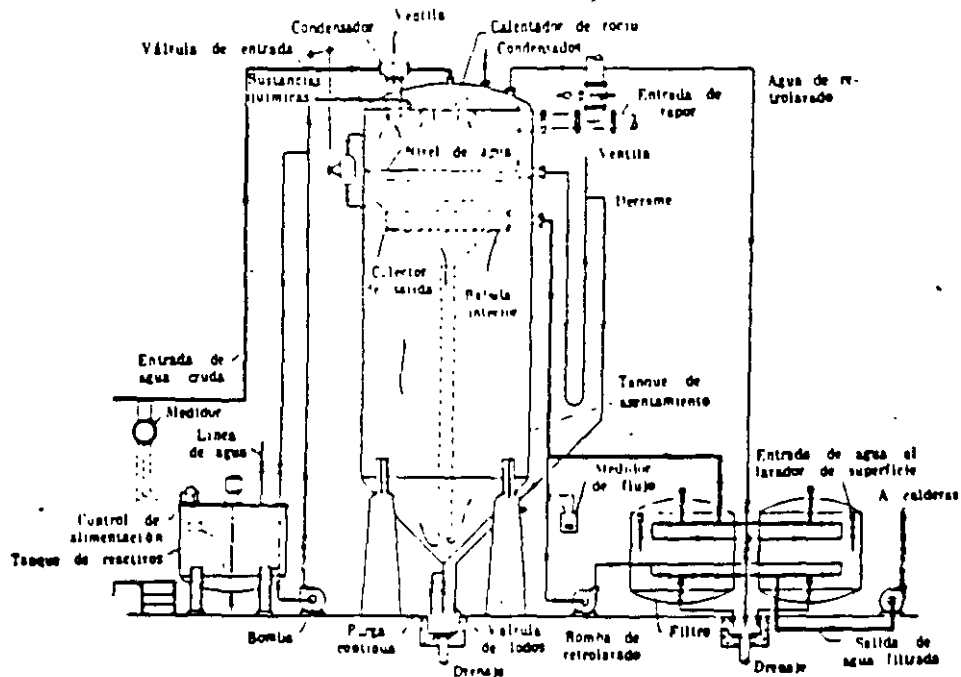 Ventila
Condensador
Calentador de rocío
Condensados
Válvula de entrada
Sustancias
químicas
Agua de re-
trolavado
Entrada de
vapor
Nivel de agua
Ventila
Derrame
Colector
de salida
interior
Entrada de
agua cruda
Medidor
Tanque de
asentamiento
Línea
de agua
Medidor
de flujo
Entrada de agua al
lavador de superficie
A calderas
Control de
alimentación
Tanque de reactivos
Bomba
Purga
continua
Válvula
de lodos
Bomba de
retrolavado
Filtro
Salida de
agua filtrada
Drenaje
Drenaje